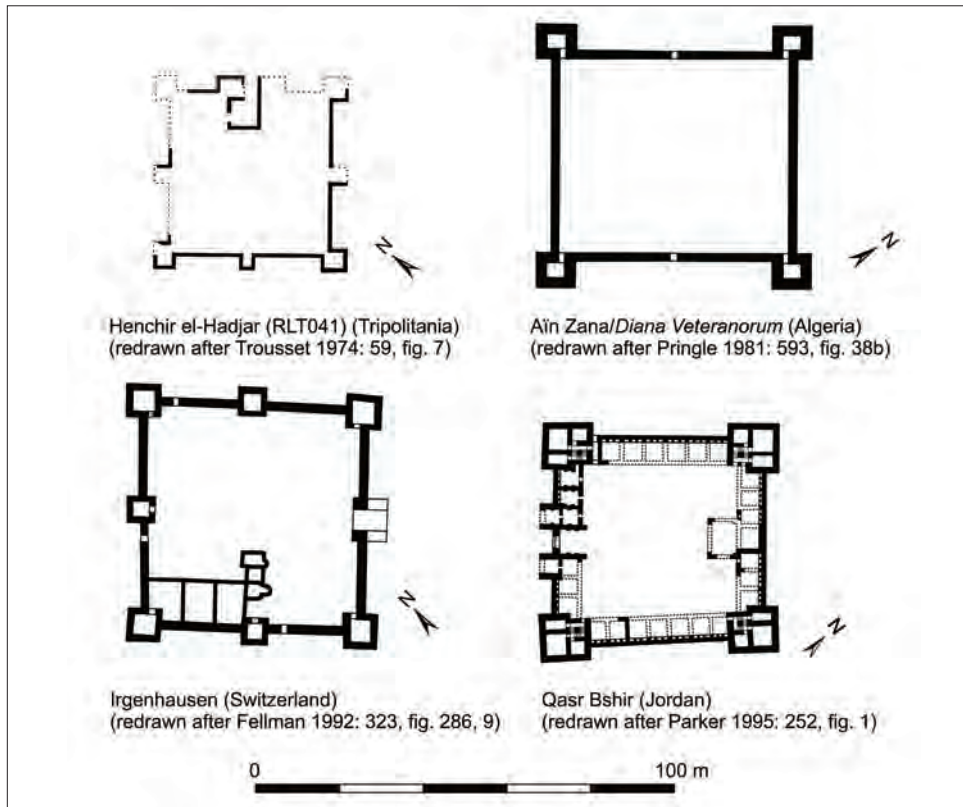 N
Henchir el-Hadjar (RLT041) (Tripolitania)
(redrawn after Trousset 1974: 59, fig. 7)
N
Aïn Zana/Diana Veteranorum (Algeria)
(redrawn after Pringle 1981: 593, fig. 38b)
N
Irgenhausen (Switzerland)
(redrawn after Fellman 1992: 323, fig. 286, 9)
N
Qasr Bshir (Jordan)
(redrawn after Parker 1995: 252, fig. 1)
0 100 m